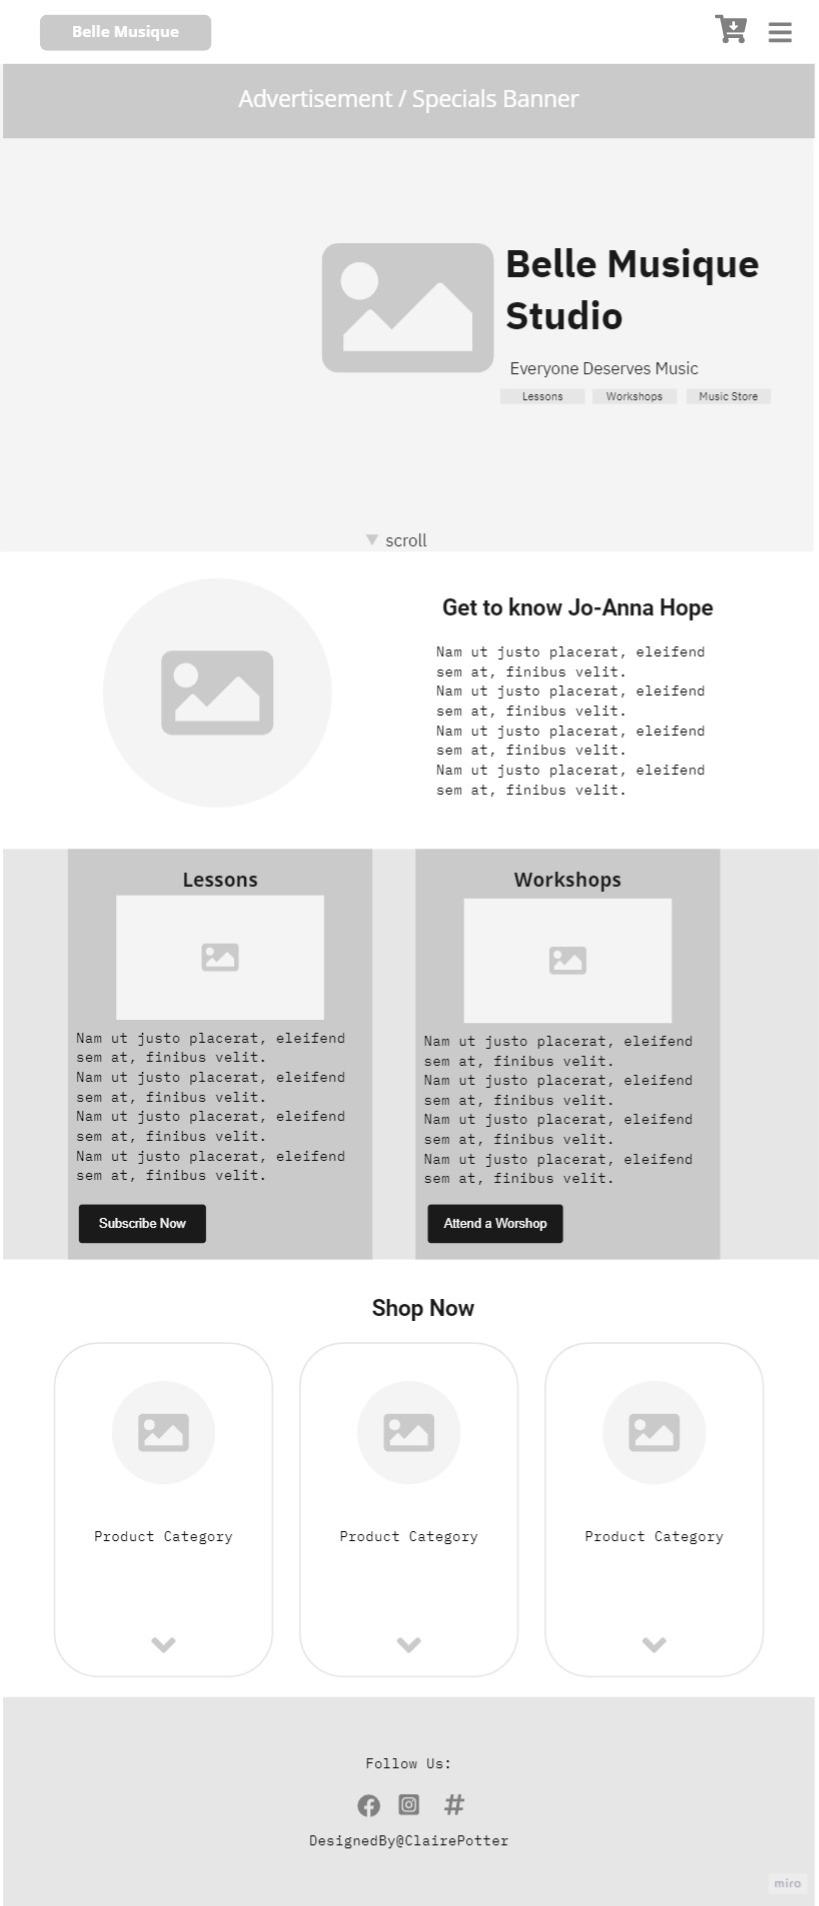 Belle Musique
Advertisement / Specials Banner
Belle Musique
Studio
Everyone Deserves Music
Lessons
Workshops
Music Store
scroll
Get to know Jo-Anna Hope
Nam ut justo placerat, eleifend
sem at, finibus velit.
Nam ut justo placerat, eleifend
sem at, finibus velit.
Nam ut justo placerat, eleifend
sem at, finibus velit.
Nam ut justo placerat, eleifend
sem at, finibus velit.
Lessons
Nam ut justo placerat, eleifend
sem at, finibus velit.
Nam ut justo placerat, eleifend
sem at, finibus velit.
Nam ut justo placerat, eleifend
sem at, finibus velit.
Nam ut justo placerat, eleifend
sem at, finibus velit.
Subscribe Now
Workshops
Nam ut justo placerat, eleifend
sem at, finibus velit.
Nam ut justo placerat, eleifend
sem at, finibus velit.
Nam ut justo placerat, eleifend
sem at, finibus velit.
Nam ut justo placerat, eleifend
sem at, finibus velit.
Attend a Worshop
Shop Now
Product Category
Product Category
Product Category
Follow Us:
#
DesignedBy@ClairePotter
miro